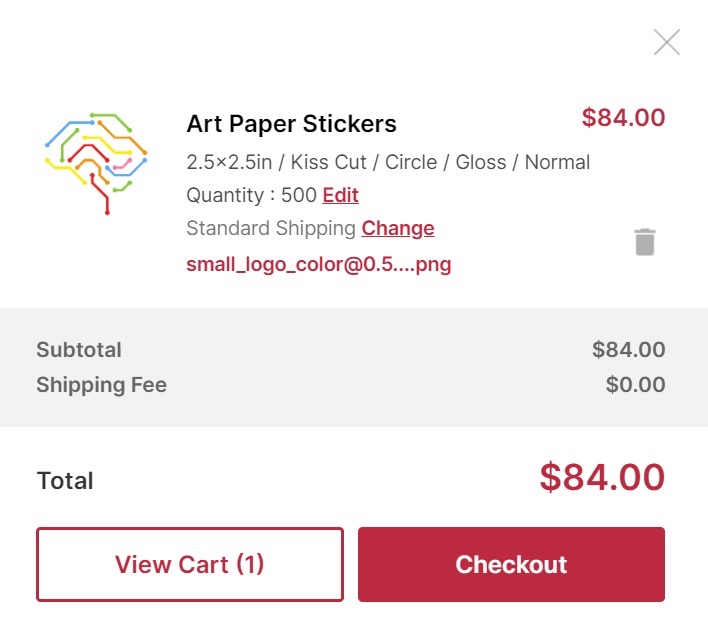 Art Paper Stickers
$84.00
2.5×2.5in / Kiss Cut / Circle / Gloss / Normal
Quantity : 500 Edit
Standard Shipping Change
small_logo_color@0.5....png
Subtotal $84.00
Shipping Fee $0.00
Total $84.00
View Cart (1) Checkout